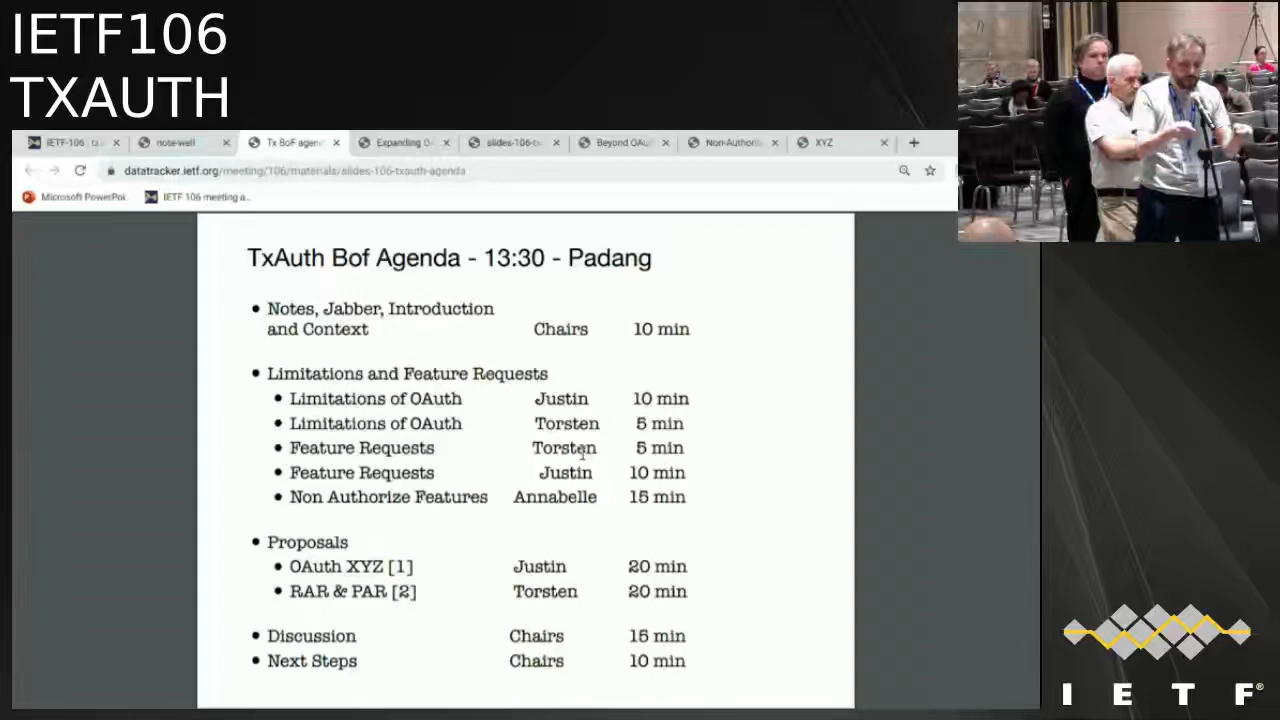 IETF106
TXAUTH
IETF-106 : tx
note-well
Tx BoF agen
Expanding O
slides-106-tx
Beyond OAu
Non-Authori
XYZ
datatracker.ietf.org/meeting/106/materials/slides-106-txauth-agenda
Microsoft PowerPoi
IETF 106 meeting a...
TxAuth Bof Agenda - 13:30 - Padang
• Notes, Jabber, Introduction
and Context Chairs 10 min
• Limitations and Feature Requests
• Limitations of OAuth Justin 10 min
• Limitations of OAuth Torsten 5 min
• Feature Requests Torsten 5 min
• Feature Requests Justin 10 min
• Non Authorize Features Annabelle 15 min
• Proposals
• OAuth XYZ [1] Justin 20 min
• RAR & PAR [2] Torsten 20 min
• Discussion Chairs 15 min
• Next Steps Chairs 10 min
I E T F®